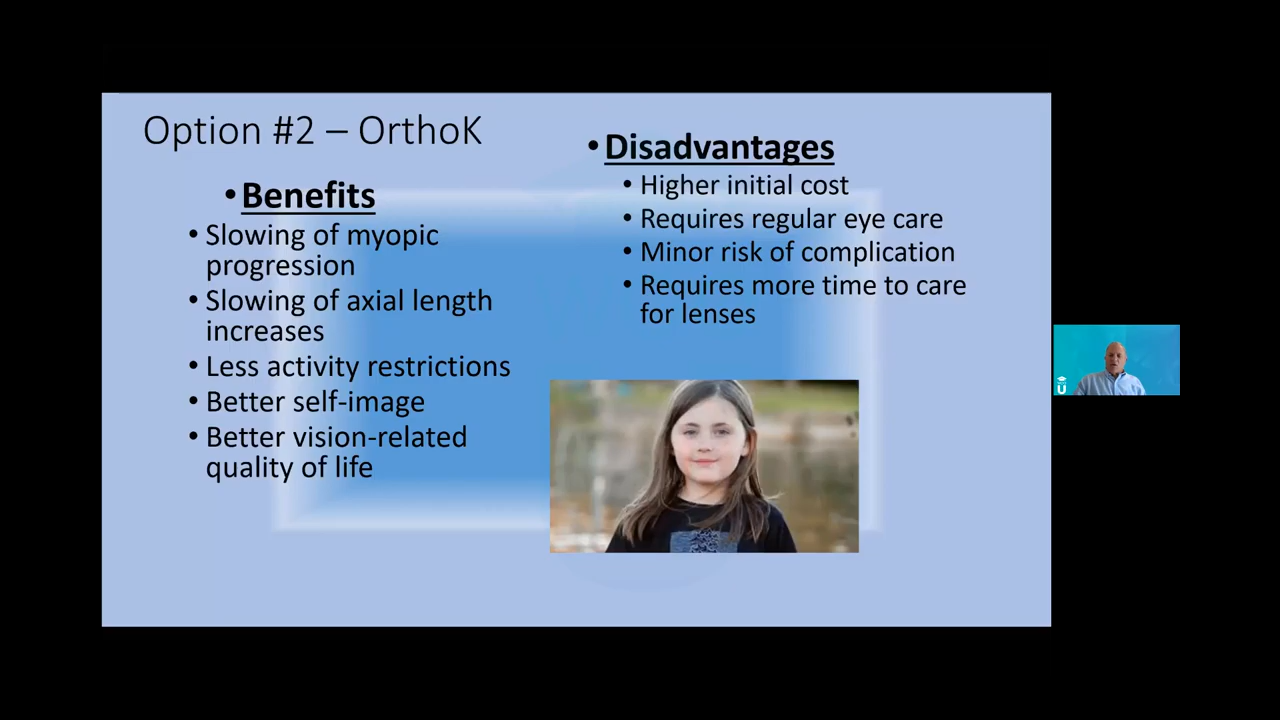 Option #2 – OrthoK
• Benefits
• Slowing of myopic
progression
• Slowing of axial length
increases
• Less activity restrictions
• Better self-image
• Better vision-related
quality of life
• Disadvantages
• Higher initial cost
• Requires regular eye care
• Minor risk of complication
• Requires more time to care
for lenses
U